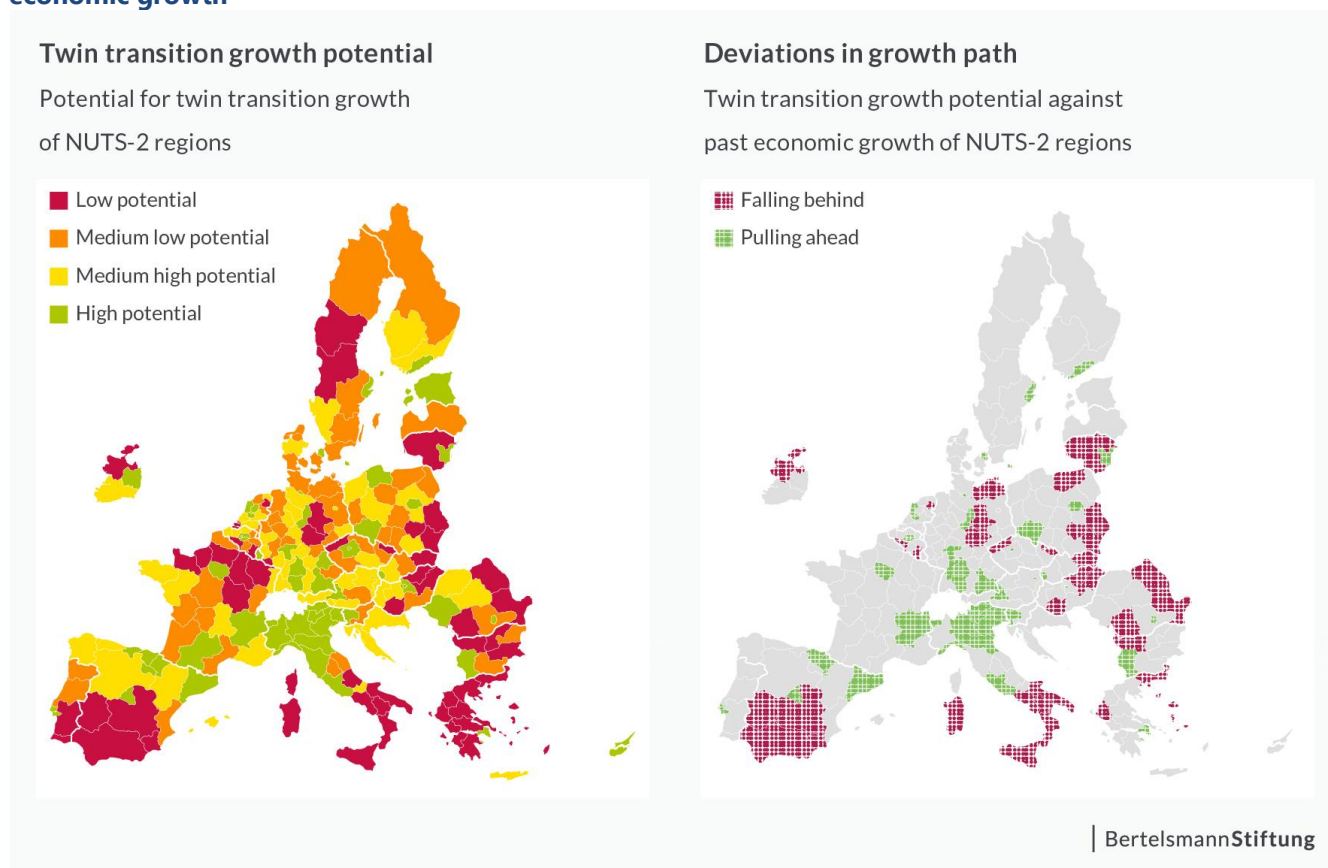 economic growth
Twin transition growth potential
Potential for twin transition growth
of NUTS-2 regions
Low potential
Medium low potential
Medium high potential
High potential
Deviations in growth path
Twin transition growth potential against
past economic growth of NUTS-2 regions
Falling behind
Pulling ahead
BertelsmannStiftung